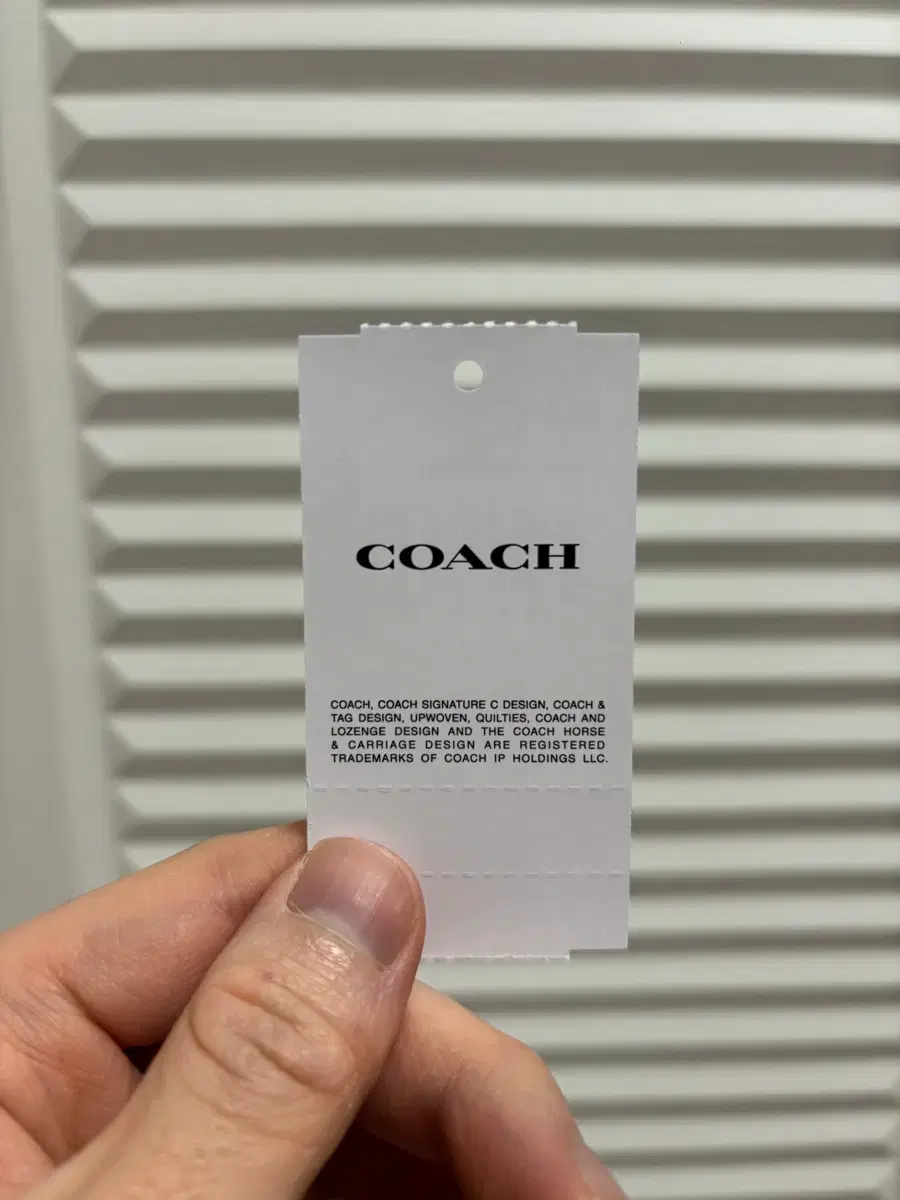 COACH
COACH, COACH SIGNATURE C DESIGN, COACH &
TAG DESIGN, UPWOVEN, QUILTIES, COACH AND
LOZENGE DESIGN AND THE COACH HORSE
& CARRIAGE DESIGN ARE REGISTERED
TRADEMARKS OF COACH IP HOLDINGS LLC.